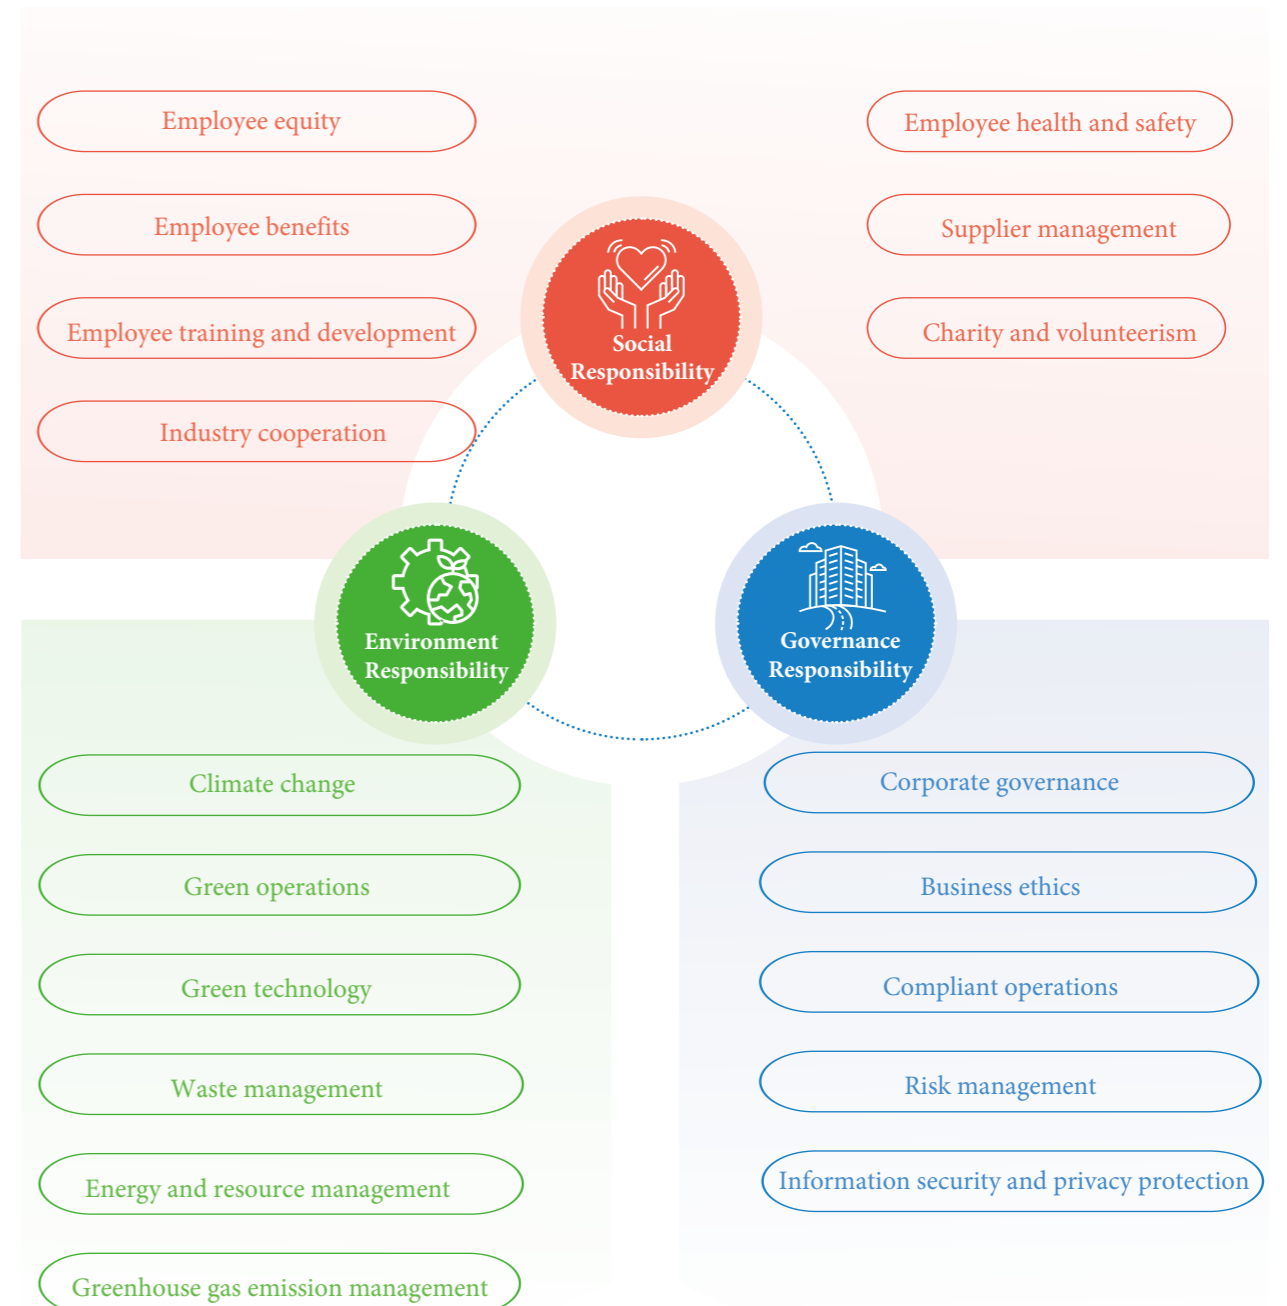 Employee equity
Employee benefits
Employee training and development
Industry cooperation
Employee health and safety
Supplier management
Charity and volunteerism
Social
Responsibility
Environment
Responsibility
Governance
Responsibility
Climate change
Green operations
Green technology
Waste management
Energy and resource management
Greenhouse gas emission management
Corporate governance
Business ethics
Compliant operations
Risk management
Information security and privacy protection